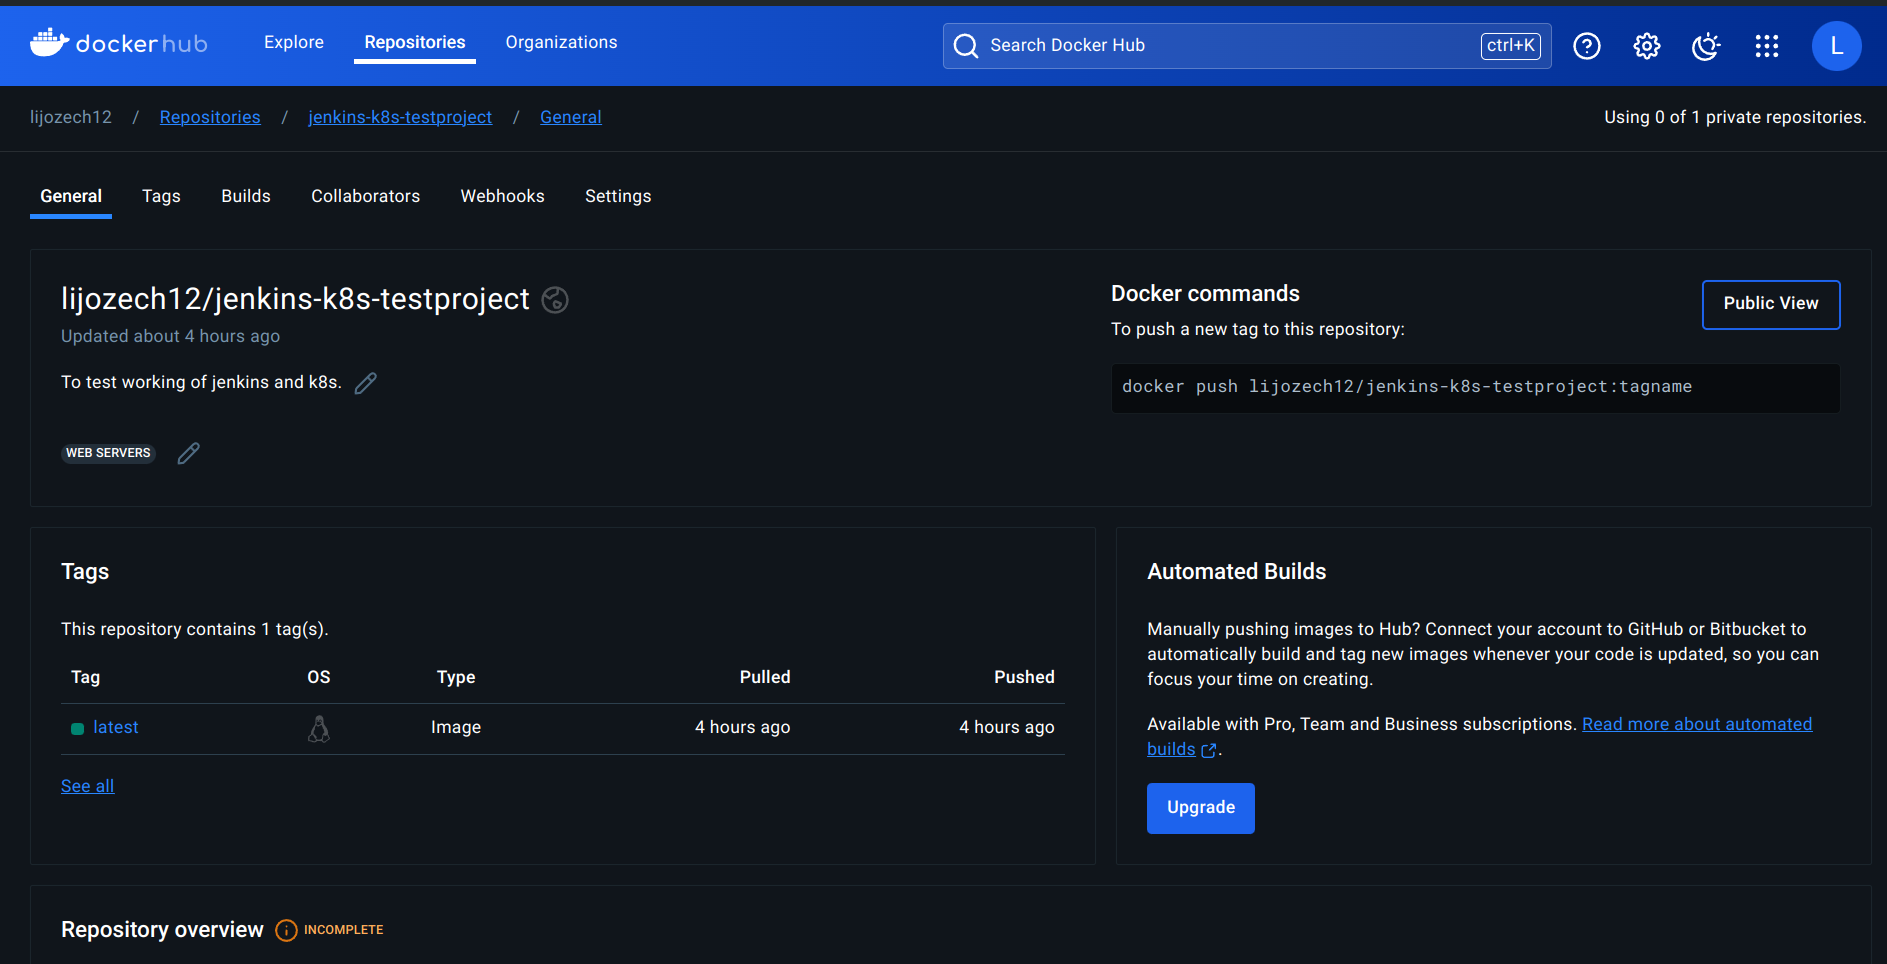 dockerhub
Explore
Repositories
Organizations
Search Docker Hub
ctrl+K
L
lijozech12 / Repositories / jenkins-k8s-testproject / General
Using 0 of 1 private repositories.
General
Tags
Builds
Collaborators
Webhooks
Settings
lijozech12/jenkins-k8s-testproject
Updated about 4 hours ago
To test working of jenkins and k8s.
WEB SERVERS
Docker commands
To push a new tag to this repository:
Public View
docker push lijozech12/jenkins-k8s-testproject:tagname
Tags
This repository contains 1 tag(s).
Tag OS Type Pulled Pushed
latest Image 4 hours ago 4 hours ago
See all
Automated Builds
Manually pushing images to Hub? Connect your account to GitHub or Bitbucket to
automatically build and tag new images whenever your code is updated, so you can
focus your time on creating.
Available with Pro, Team and Business subscriptions. Read more about automated
builds.
Upgrade
Repository overview INCOMPLETE